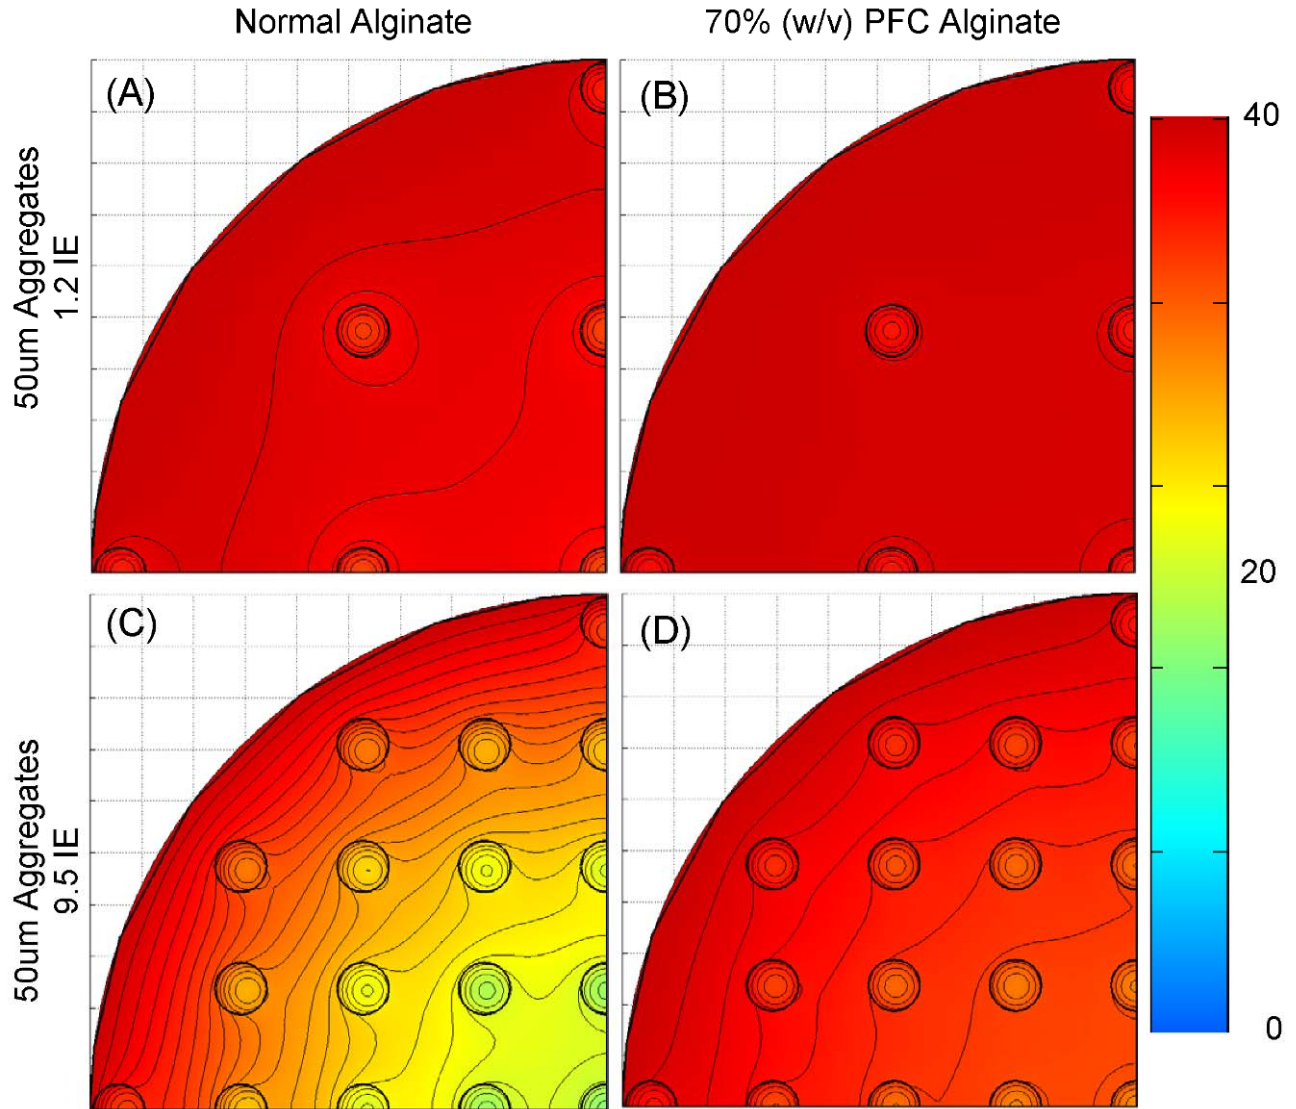 Normal Alginate
70% (w/v) PFC Alginate
(A)
(B)
40
50um Aggregates
1.2 IE
20
(C)
(D)
50um Aggregates
9.5 IE
0